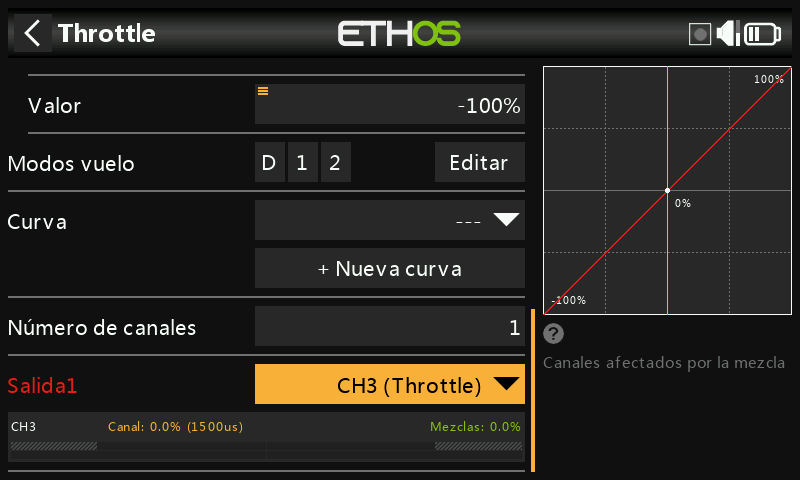 Throttle
ETHOS
Valor
-100%
Modos vuelo
D 1 2
Editar
Curva
---
+ Nueva curva
Número de canales
1
Salida1
CH3 (Throttle)
CH3
Canal: 0.0% (1500us)
Mezclas: 0.0%
100%
0%
-100%
?
Canales afectados por la mezcla